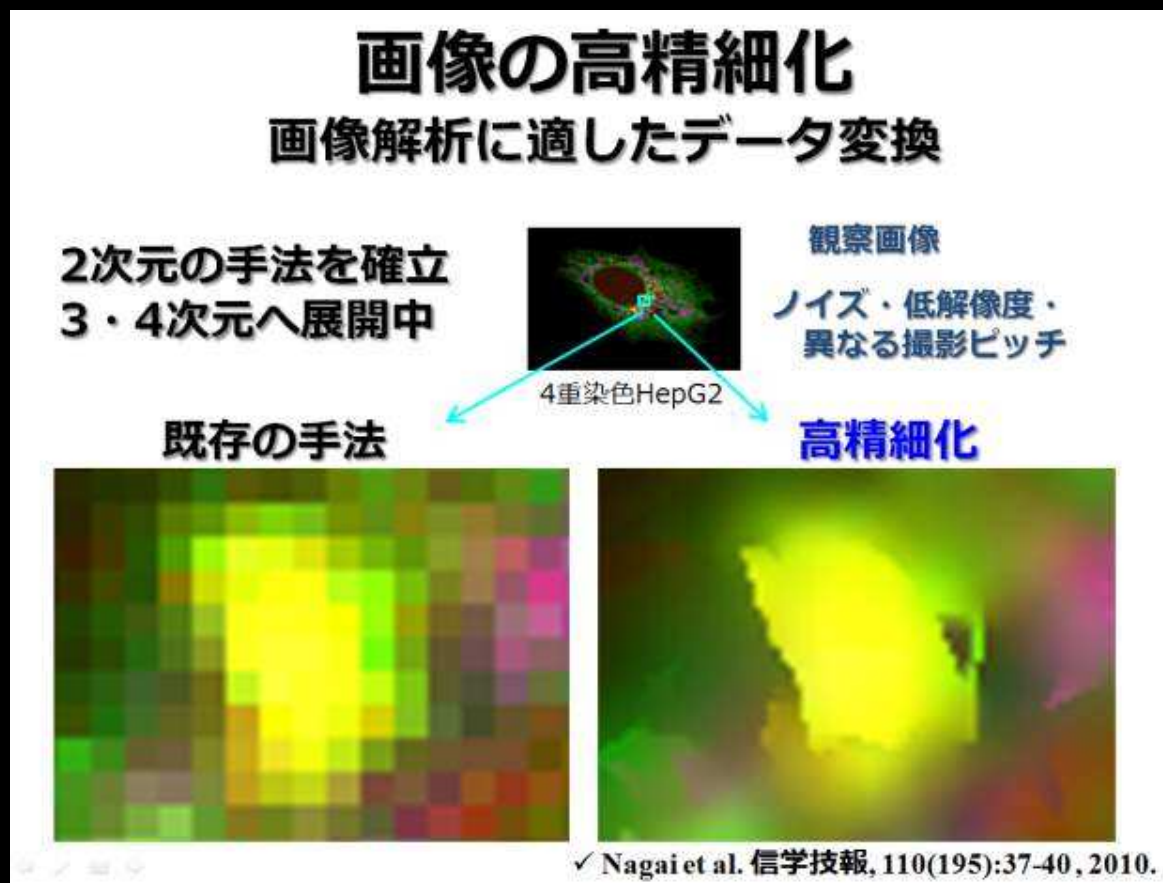 画像の高精細化
画像解析に適したデータ変換
2次元の手法を確立
3・4次元へ展開中
観察画像
ノイズ・低解像度・
異なる撮影ピッチ
4重染色HepG2
既存の手法
高精細化
✓ Nagai et al. 信学技報, 110(195):37-40, 2010.